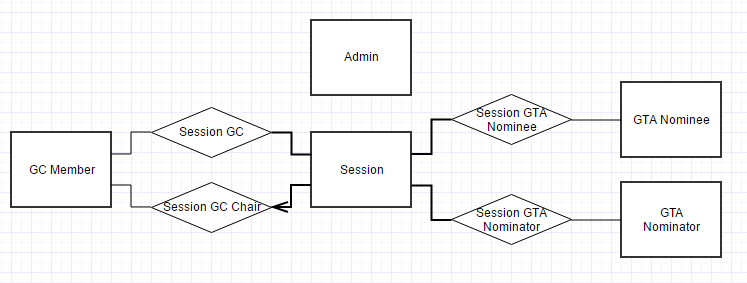 Admin
Session GC
Session GTA
Nominee
GTA Nominee
GC Member
Session
Session GC Chair
Session GTA
Nominator
GTA
Nominator